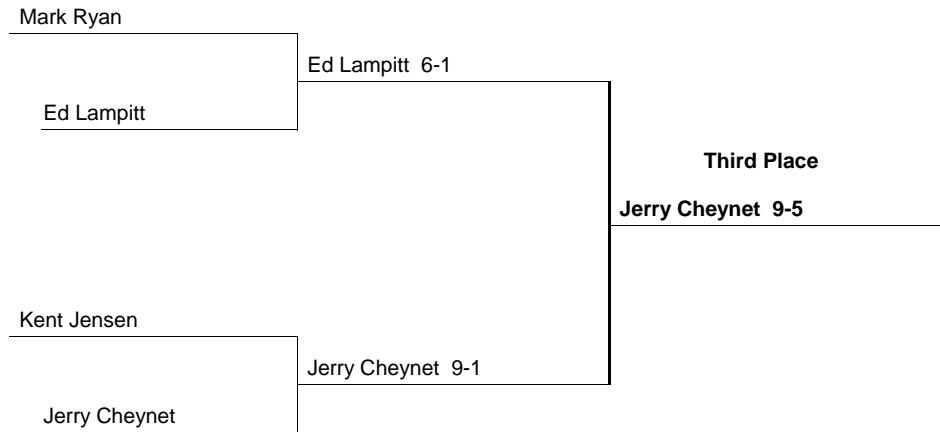 Mark Ryan
Ed Lampitt 6-1
Ed Lampitt
Third Place
Jerry Cheynet 9-5
Kent Jensen
Jerry Cheynet 9-1
Jerry Cheynet